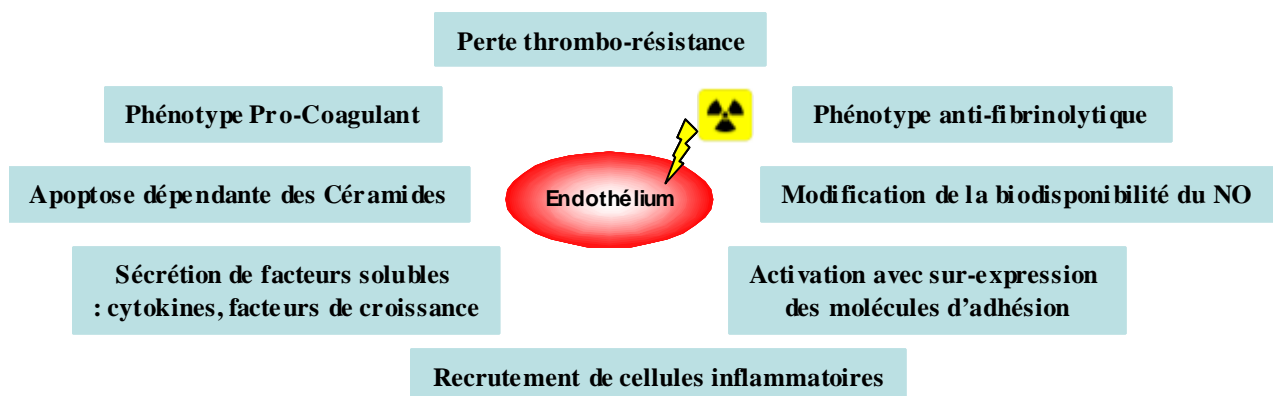 Perte thrombo-résistance
Phénotype Pro-Coagulant
Phénotype anti-fibrinolytique
Apoptose dépendante des Céramides
Endothélium
Modification de la biodisponibilité du NO
Sécrétion de facteurs solubles
: cytokines, facteurs de croissance
Activation avec sur-expression
des molécules d'adhésion
Recrutement de cellules inflammatoires